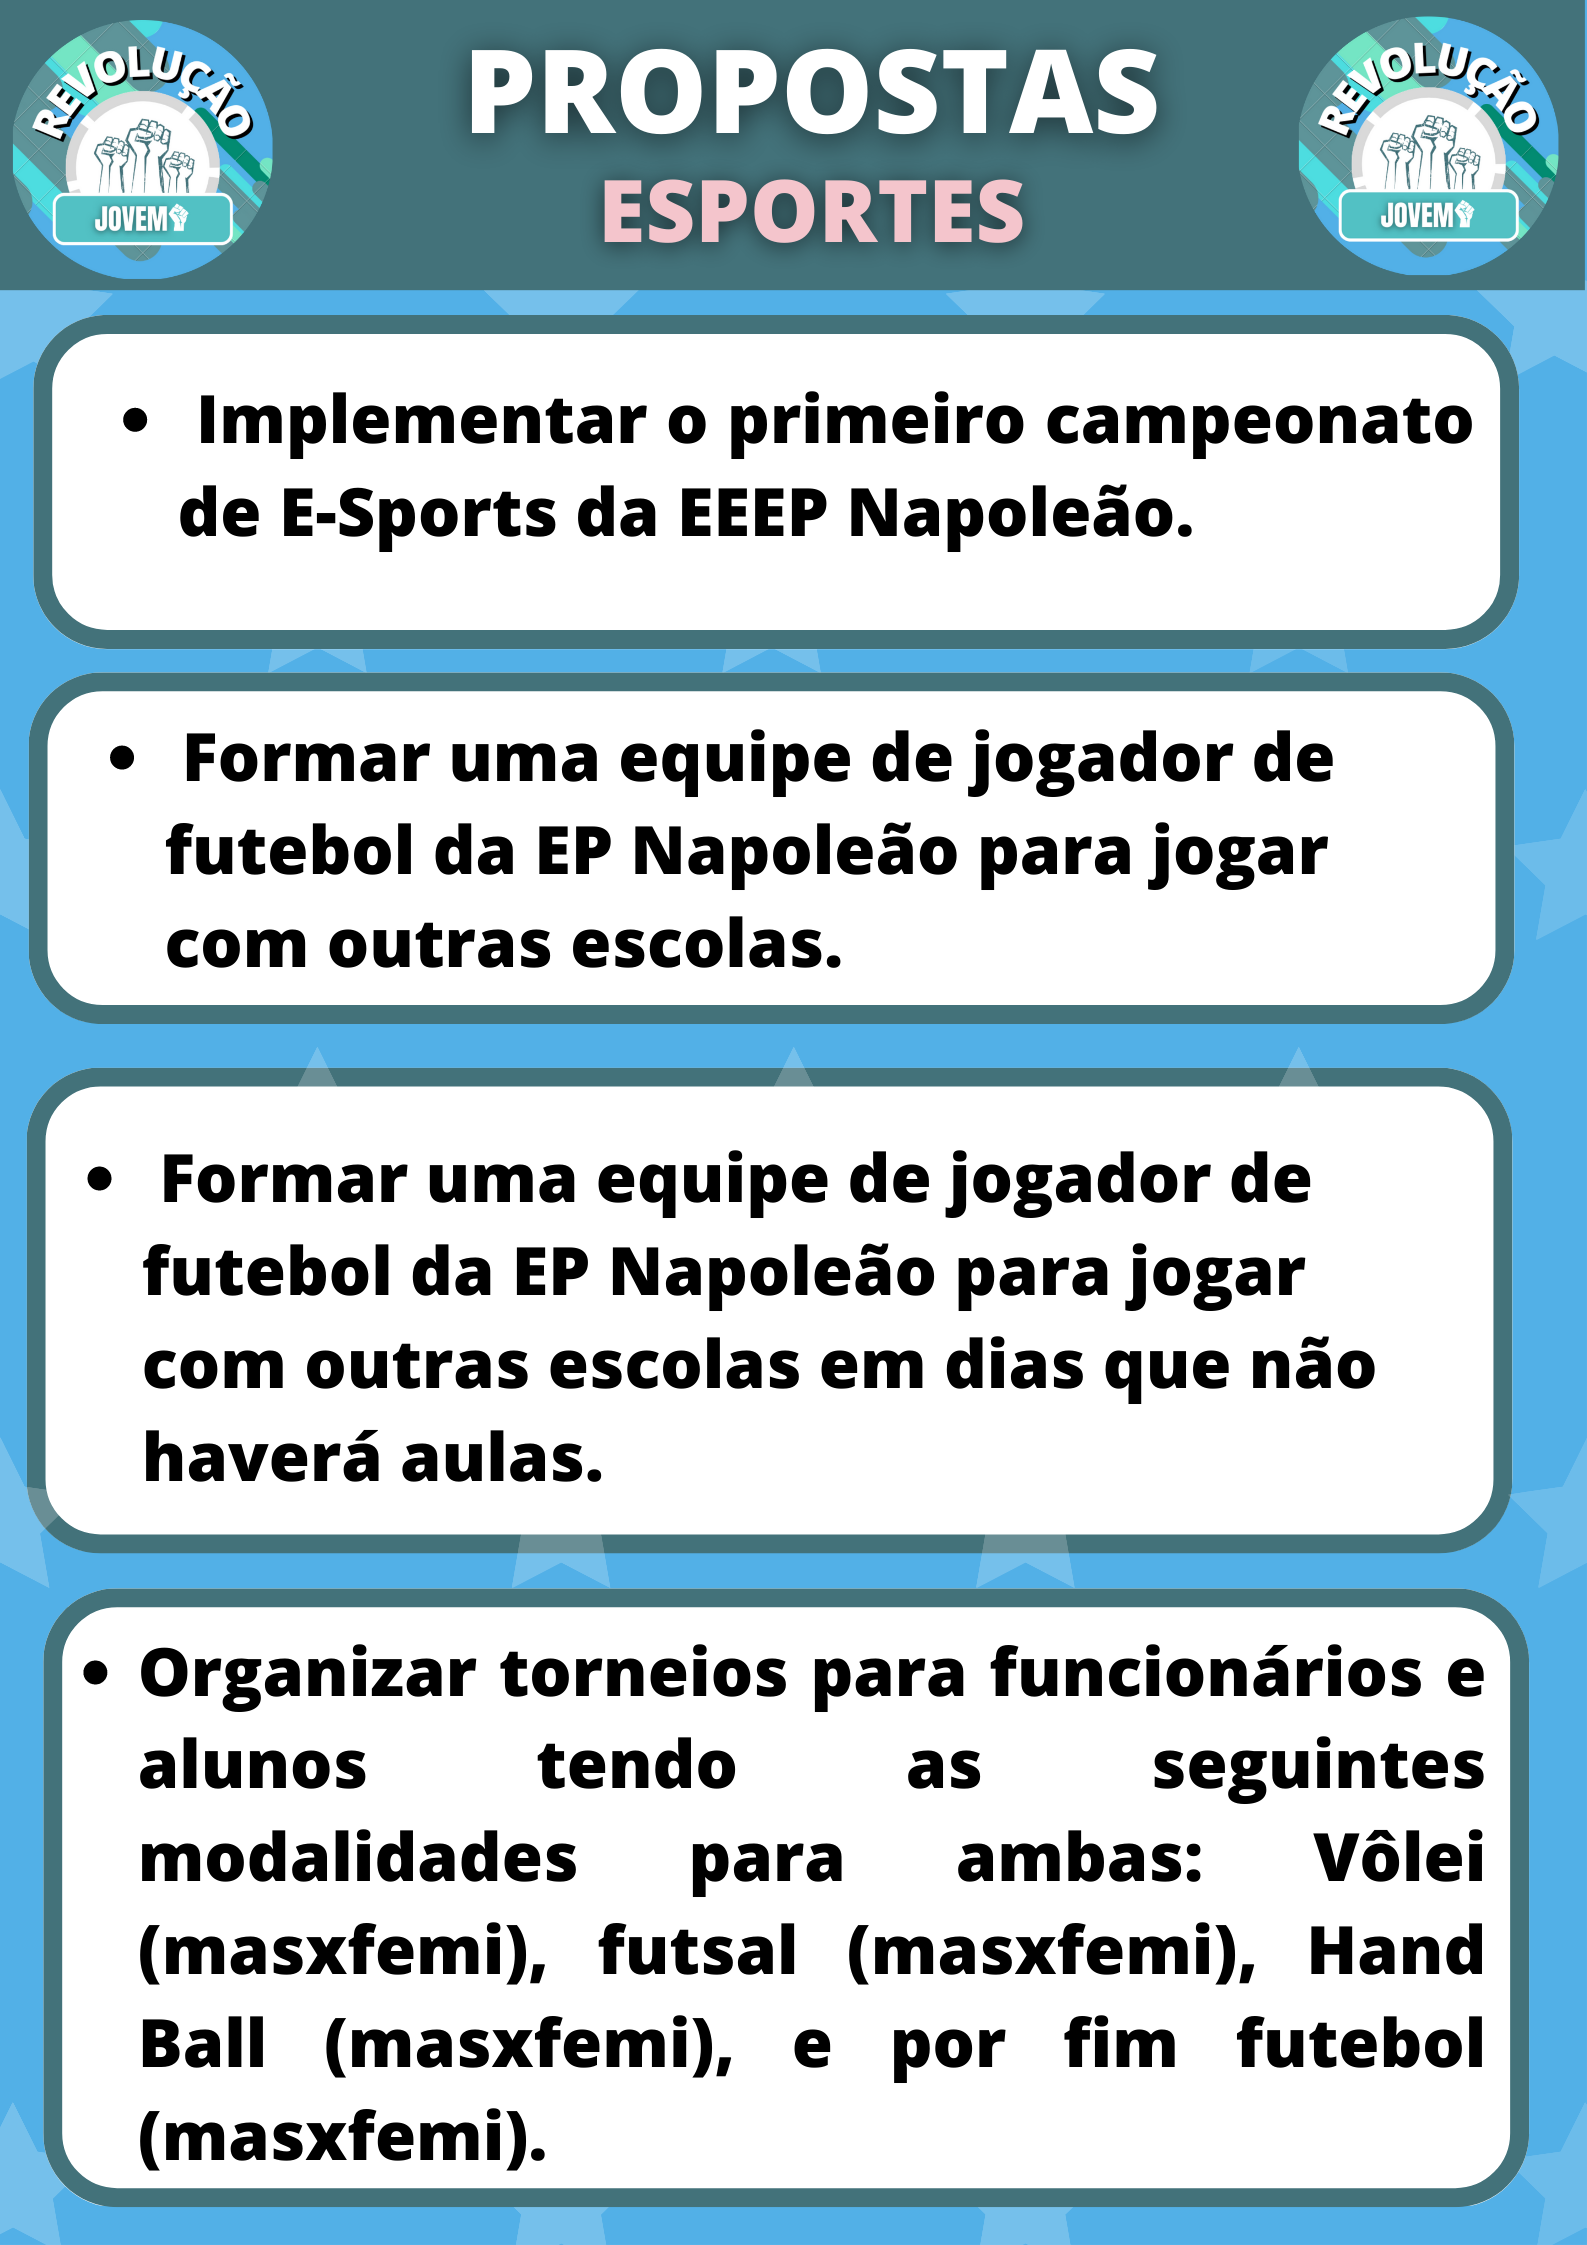 REVOLUÇÃO
JOVEM
PROPOSTAS
ESPORTES
REVOLUÇÃO
JOVEM
• Implementar o primeiro campeonato
de E-Sports da EEEP Napoleão.
• Formar uma equipe de jogador de
futebol da EP Napoleão para jogar
com outras escolas.
• Formar uma equipe de jogador de
futebol da EP Napoleão para jogar
com outras escolas em dias que não
haverá aulas.
• Organizar torneios para funcionários e
alunos tendo as seguintes
modalidades para ambas: Vôlei
(masxfemi), futsal (masxfemi), Hand
Ball (masxfemi), e por fim futebol
(masxfemi).